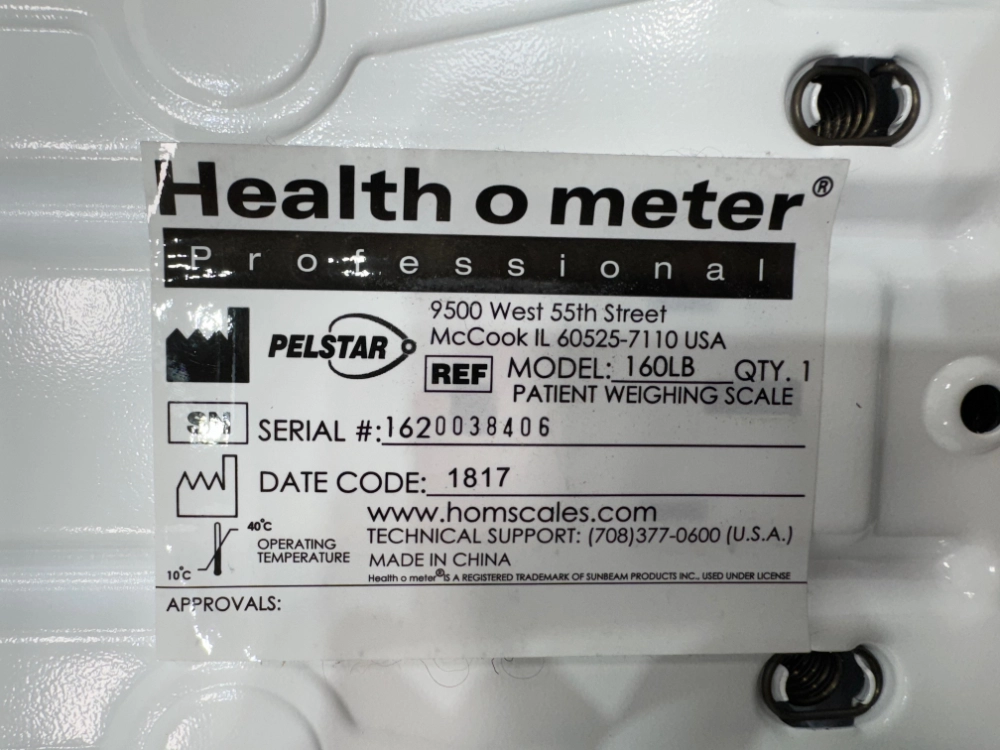 Health o meter®
Professional
PELSTAR
9500 West 55th Street
McCook IL 60525-7110 USA
REF MODEL: 160LB QTY. 1
PATIENT WEIGHING SCALE
SN SERIAL #: 1620038406
DATE CODE: 1817
www.homscales.com
40°C
OPERATING
TEMPERATURE
10°C
TECHNICAL SUPPORT: (708)377-0600 (U.S.A.)
MADE IN CHINA
Health o meter® IS A REGISTERED TRADEMARK OF SUNBEAM PRODUCTS INC., USED UNDER LICENSE
APPROVALS: